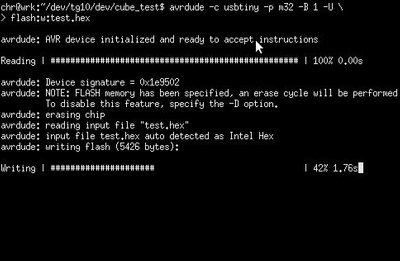 chr@wrk:~/dev/tg10/dev/cube_test$ avrdude -c usbtiny -p m32 -B 1 -U \
> flash:w:test.hex
avrdude: AVR device initialized and ready to accept instructions
Reading | ################################################## | 100% 0.00s
avrdude: Device signature = 0x1e9502
avrdude: NOTE: FLASH memory has been specified, an erase cycle will be performed
To disable this feature, specify the -D option.
avrdude: erasing chip
avrdude: reading input file "test.hex"
avrdude: input file test.hex auto detected as Intel Hex
avrdude: writing flash (5426 bytes):
Writing | ##################### | 42% 1.76s